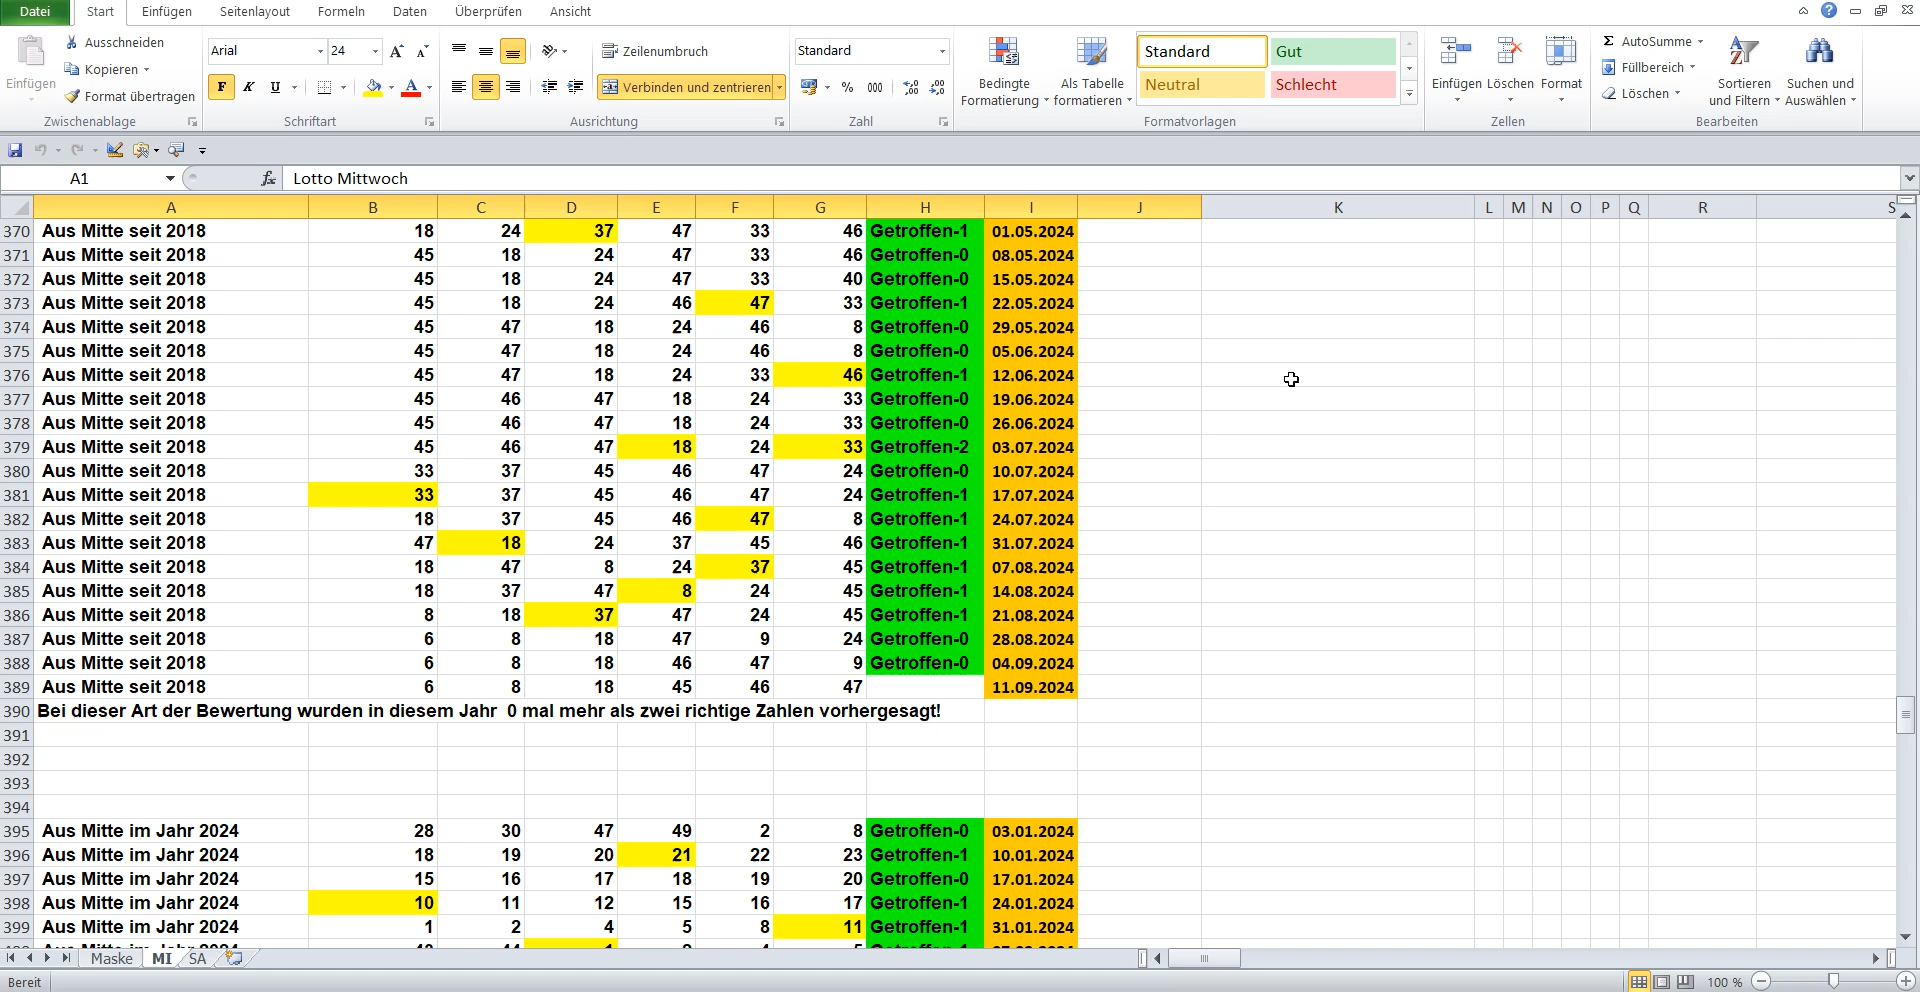 Datei Start Einfügen Seitenlayout Formeln Daten Überprüfen Ansicht
Einfügen
Ausschneiden
Kopieren
Format übertragen
Zwischenablage
Arial 24
F K U
Schriftart
Zeilenumbruch
Verbinden und zentrieren
Ausrichtung
Standard
% 000
Zahl
Bedingte Formatierung
Als Tabelle formatieren
Standard Gut
Neutral Schlecht
Formatvorlagen
Einfügen Löschen Format
Zellen
AutoSumme
Füllbereich
Löschen
Sortieren und Filtern
Suchen und Auswählen
Bearbeiten
A1 fx Lotto Mittwoch
A B C D E F G H I J K L M N O P Q R S
370 Aus Mitte seit 2018 18 24 37 47 33 46 Getroffen-1 01.05.2024
371 Aus Mitte seit 2018 45 18 24 47 33 46 Getroffen-0 08.05.2024
372 Aus Mitte seit 2018 45 18 24 47 33 40 Getroffen-0 15.05.2024
373 Aus Mitte seit 2018 45 18 24 46 47 33 Getroffen-1 22.05.2024
374 Aus Mitte seit 2018 45 47 18 24 46 8 Getroffen-0 29.05.2024
375 Aus Mitte seit 2018 45 47 18 24 46 8 Getroffen-0 05.06.2024
376 Aus Mitte seit 2018 45 47 18 24 33 46 Getroffen-1 12.06.2024
377 Aus Mitte seit 2018 45 46 47 18 24 33 Getroffen-0 19.06.2024
378 Aus Mitte seit 2018 45 46 47 18 24 33 Getroffen-0 26.06.2024
379 Aus Mitte seit 2018 45 46 47 18 24 33 Getroffen-2 03.07.2024
380 Aus Mitte seit 2018 33 37 45 46 47 24 Getroffen-0 10.07.2024
381 Aus Mitte seit 2018 33 37 45 46 47 24 Getroffen-1 17.07.2024
382 Aus Mitte seit 2018 18 37 45 46 47 8 Getroffen-1 24.07.2024
383 Aus Mitte seit 2018 47 18 24 37 45 46 Getroffen-1 31.07.2024
384 Aus Mitte seit 2018 18 47 8 24 37 45 Getroffen-1 07.08.2024
385 Aus Mitte seit 2018 18 37 47 8 24 45 Getroffen-1 14.08.2024
386 Aus Mitte seit 2018 8 18 37 47 24 45 Getroffen-1 21.08.2024
387 Aus Mitte seit 2018 6 8 18 47 9 24 Getroffen-0 28.08.2024
388 Aus Mitte seit 2018 6 8 18 46 47 9 Getroffen-0 04.09.2024
389 Aus Mitte seit 2018 6 8 18 45 46 47 11.09.2024
390 Bei dieser Art der Bewertung wurden in diesem Jahr 0 mal mehr als zwei richtige Zahlen vorhergesagt!
391
392
393
394
395 Aus Mitte im Jahr 2024 28 30 47 49 2 8 Getroffen-0 03.01.2024
396 Aus Mitte im Jahr 2024 18 19 20 21 22 23 Getroffen-1 10.01.2024
397 Aus Mitte im Jahr 2024 15 16 17 18 19 20 Getroffen-0 17.01.2024
398 Aus Mitte im Jahr 2024 10 11 12 15 16 17 Getroffen-1 24.01.2024
399 Aus Mitte im Jahr 2024 1 2 4 5 8 11 Getroffen-1 31.01.2024
Maske MI SA
Bereit 100 %